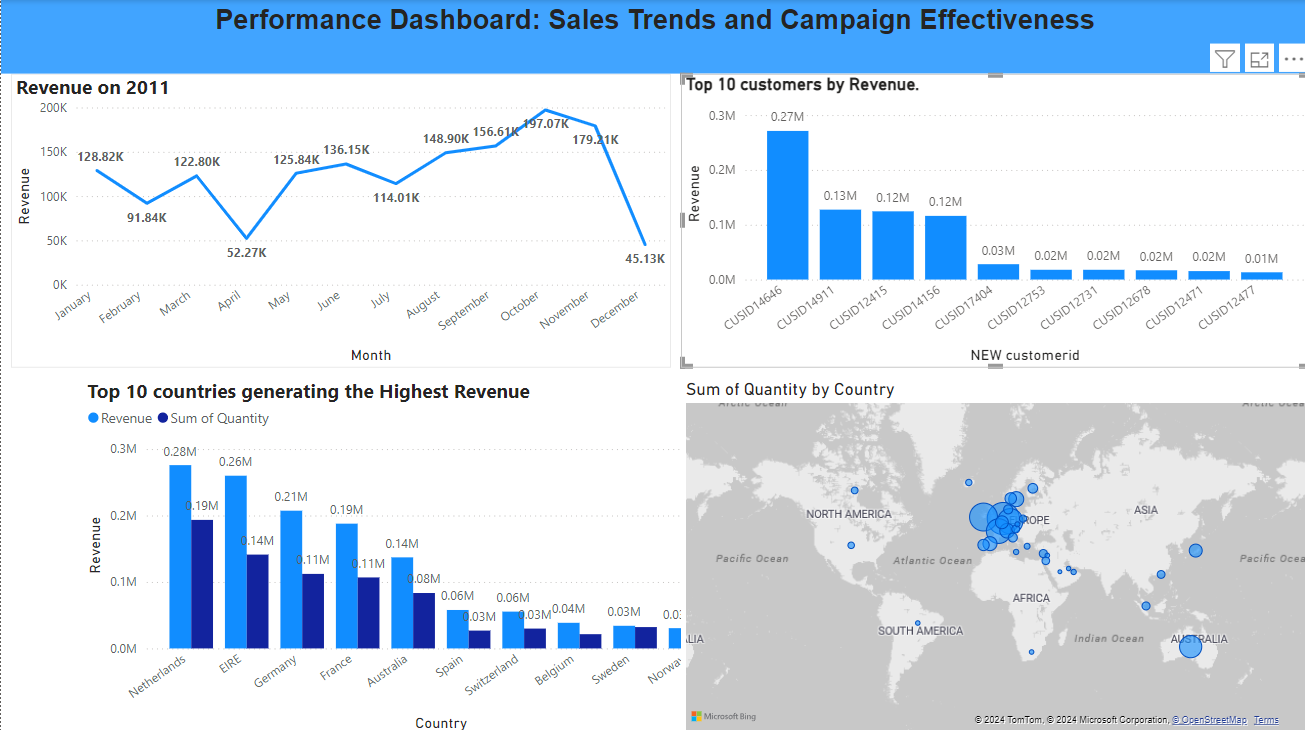 Performance Dashboard: Sales Trends and Campaign Effectiveness
Revenue on 2011
200K
150K
100K
50K
0K
Revenue
128.82K
91.84K
122.80K
52.27K
125.84K
136.15K
114.01K
148.90K
156.61K
197.07K
179.21K
45.13K
January
February
March
April
May
June
July
August
September
October
November
December
Month
Top 10 customers by Revenue.
0.3M
0.2M
0.1M
0.0M
Revenue
0.27M
0.13M
0.12M
0.12M
0.03M
0.02M
0.02M
0.02M
0.02M
0.01M
CUSID14646
CUSID14911
CUSID12415
CUSID14156
CUSID17404
CUSID12753
CUSID12731
CUSID12678
CUSID12471
CUSID12477
NEW customerid
Top 10 countries generating the Highest Revenue
Revenue Sum of Quantity
0.3M
0.2M
0.1M
0.0M
Revenue
0.28M
0.19M
0.26M
0.14M
0.21M
0.11M
0.19M
0.11M
0.14M
0.08M
0.06M
0.03M
0.06M
0.03M
0.04M
0.03M
Netherlands
EIRE
Germany
France
Australia
Spain
Switzerland
Belgium
Sweden
Country
Sum of Quantity by Country
NORTH AMERICA
ASIA
Pacific Ocean
Atlantic Ocean
Pacific
AFRICA
SOUTH AMERICA
Indian Ocean
AUSTRALIA
Microsoft Bing
© 2024 TomTom, © 2024 Microsoft Corporation, © OpenStreetMap Terms